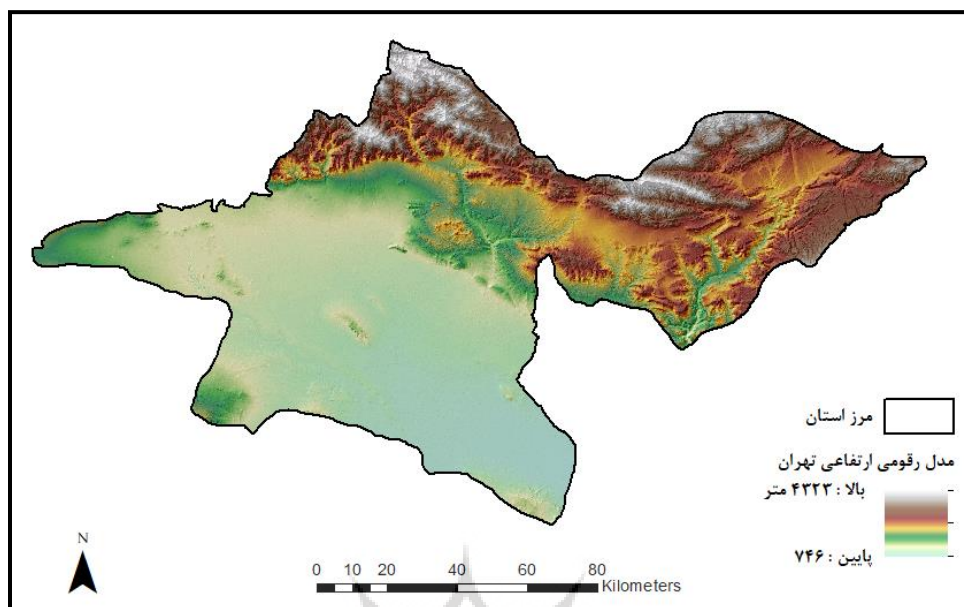 مرز استان
مدل رقومی ارتفاعی تهران
بالا : ۴۳۲۳ متر
پایین : ۷۴۶
N
0 10 20 40 60 80
Kilometers